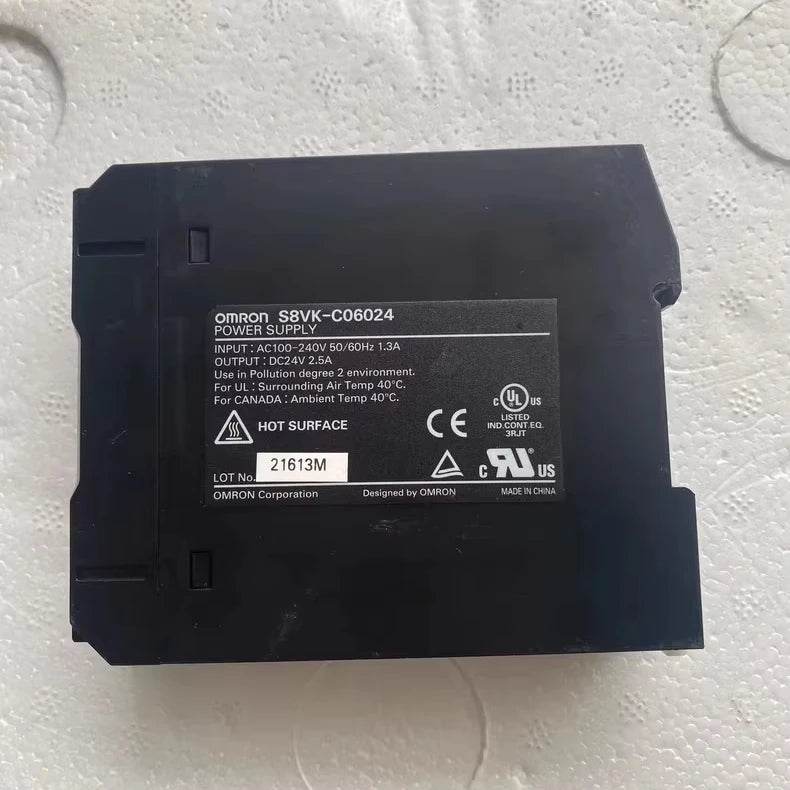 OMRON S8VK-C06024
POWER SUPPLY
INPUT : AC100-240V 50/60Hz 1.3A
OUTPUT : DC24V 2.5A
Use in Pollution degree 2 environment.
For UL : Surrounding Air Temp 40°C.
For CANADA : Ambient Temp 40°C.
HOT SURFACE
CE
C UL US
LISTED
IND.CONT.EQ.
3RJT
LOT No. 21613M
c RU US
OMRON Corporation
Designed by OMRON
MADE IN CHINA